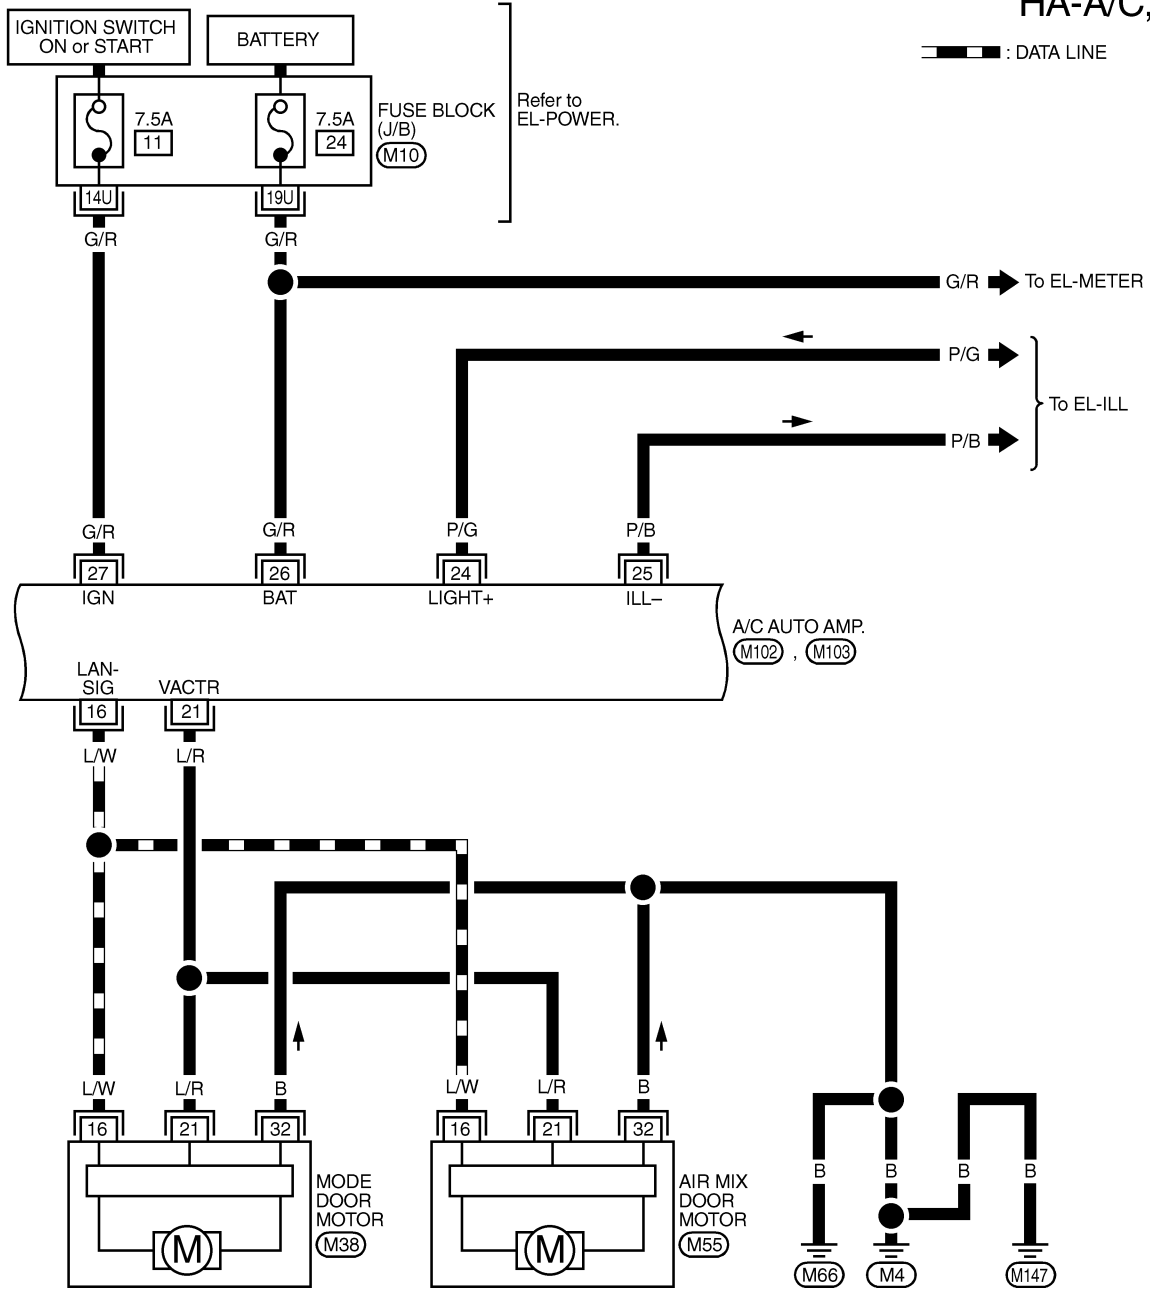 HA-A/C,
IGNITION SWITCH
ON or START
BATTERY
: DATA LINE
7.5A
11
7.5A
24
FUSE BLOCK
(J/B)
M10
Refer to
EL-POWER.
14U
19U
G/R
G/R
G/R
To EL-METER
P/G
To EL-ILL
P/B
G/R
G/R
P/G
P/B
27
26
24
25
IGN
BAT
LIGHT+
ILL–
A/C AUTO AMP.
M102 , M103
LAN-
SIG
VACTR
16
21
L/W
L/R
L/W
L/R
B
L/W
L/R
B
16
21
32
16
21
32
MODE
DOOR
MOTOR
M38
M
AIR MIX
DOOR
MOTOR
M55
M
B
B
B
B
M66
M4
M147